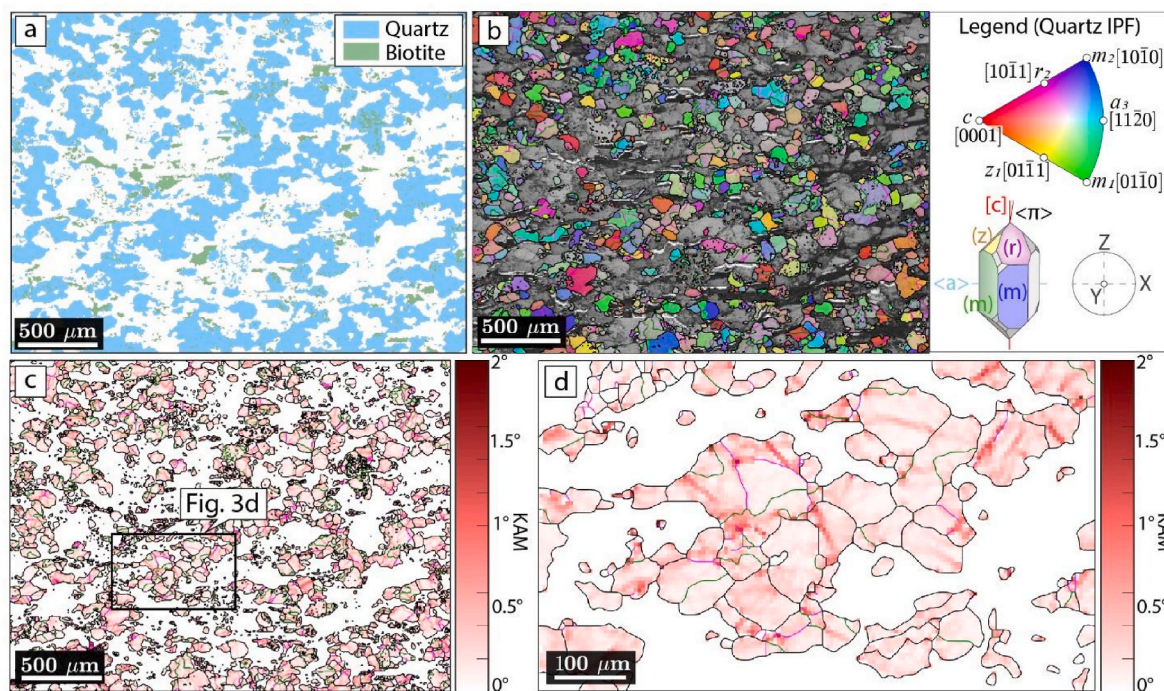 a
Quartz
Biotite
500 μm
b
500 μm
Legend (Quartz IPF)
m₂[101̄0]
[101̄1]r₂
a₃
[112̄0]
c
[0001]
z₁[011̄1]
m₁[011̄0]
[c]
<π>
(z)
(r)
<a>
(m)
(m)
Z
Y
X
c
Fig. 3d
500 μm
2°
1.5°
1°
KAM
0.5°
0°
d
100 μm
2°
1.5°
1°
KAM
0.5°
0°